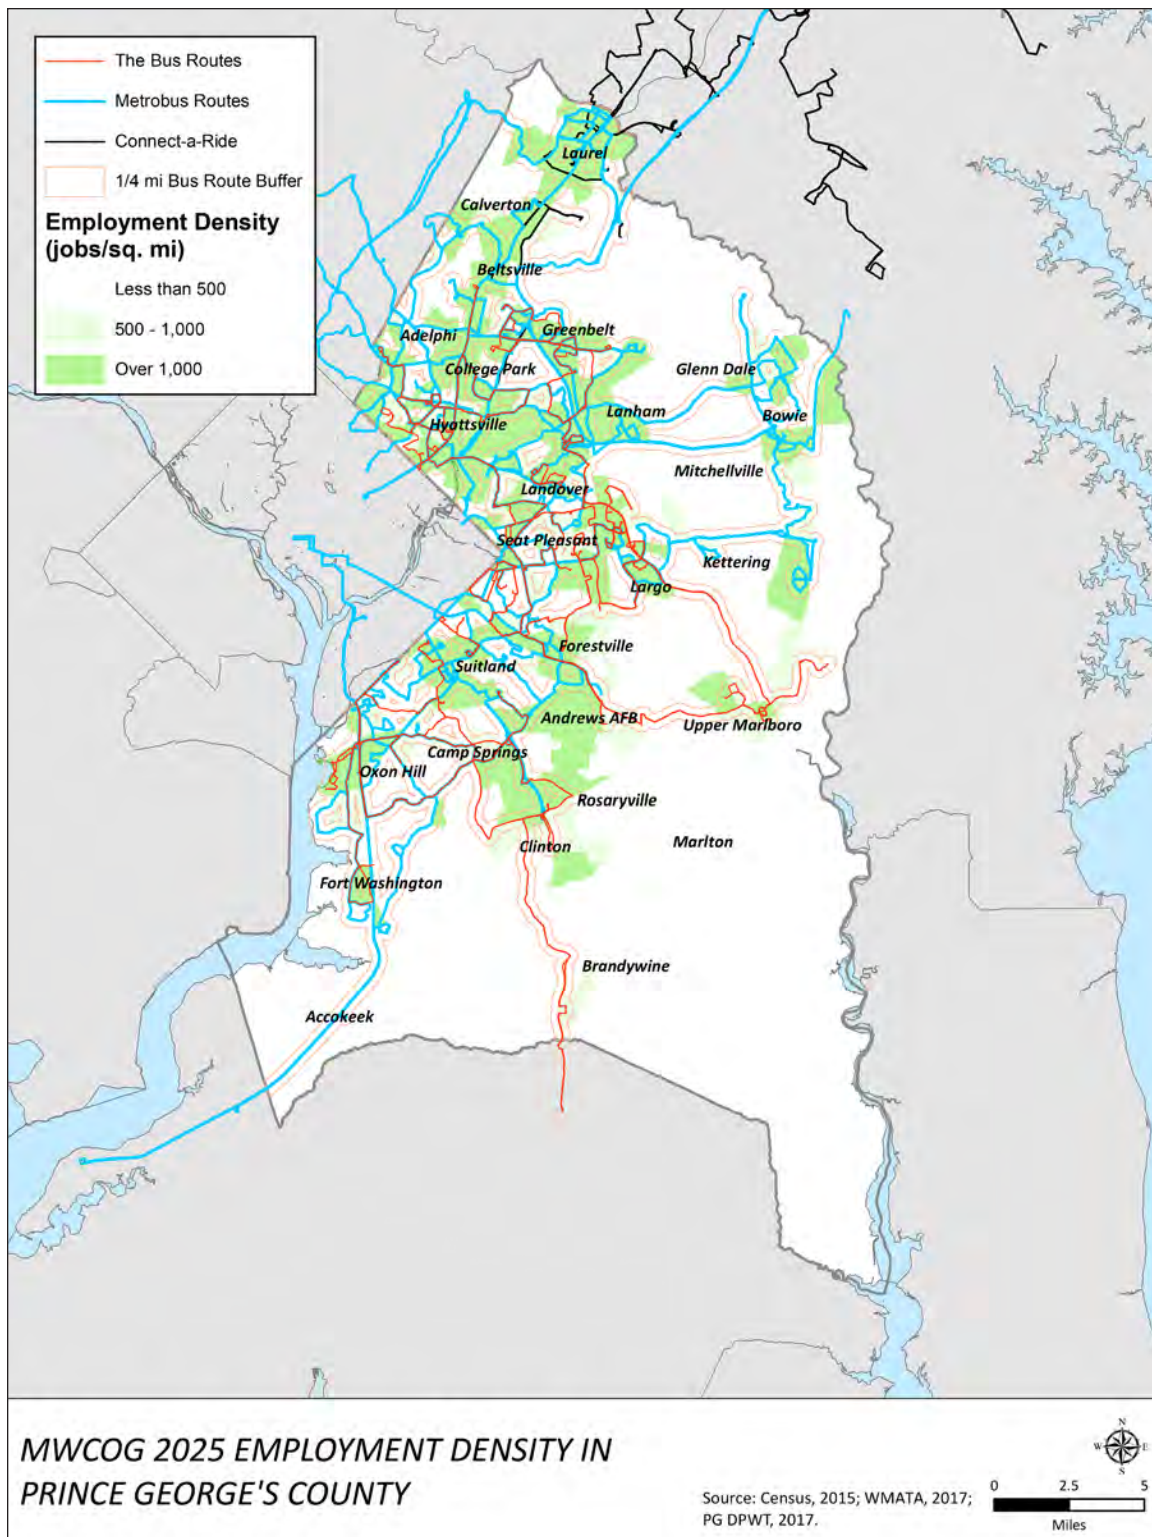 The Bus Routes
Metrobus Routes
Connect-a-Ride
1/4 mi Bus Route Buffer
Employment Density
(jobs/sq. mi)
Less than 500
500 - 1,000
Over 1,000
Laurel
Calverton
Beltsville
Adelphi
Greenbelt
College Park
Glenn Dale
Lanham
Bowie
Hyattsville
Mitchellville
Landover
Seat Pleasant
Kettering
Largo
Forestville
Suitland
Andrews AFB
Upper Marlboro
Camp Springs
Oxon Hill
Rosaryville
Clinton
Marlton
Fort Washington
Brandywine
Accokeek
MWCOG 2025 EMPLOYMENT DENSITY IN
PRINCE GEORGE'S COUNTY
Source: Census, 2015; WMATA, 2017;
PG DPWT, 2017.
N
W E
S
0 2.5 5
Miles